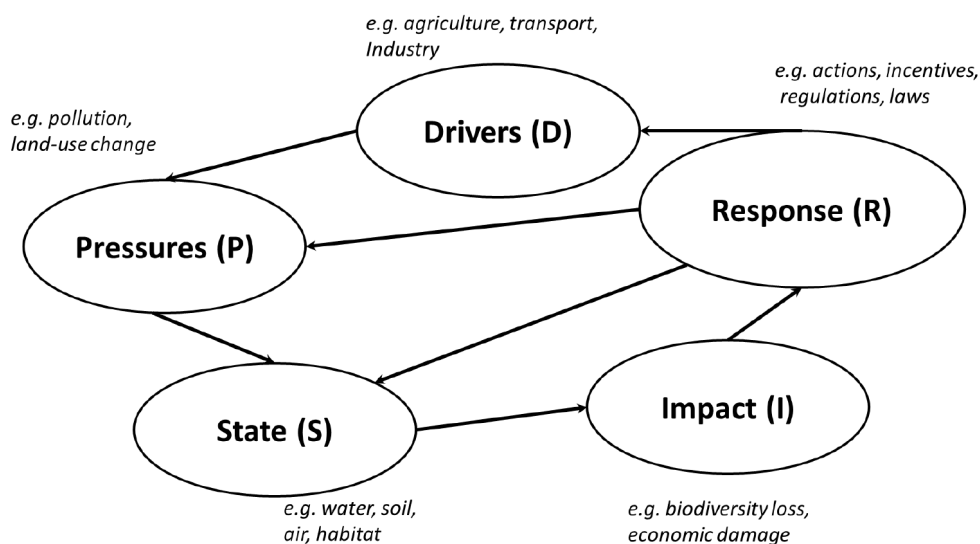 e.g. agriculture, transport,
Industry
e.g. actions, incentives,
regulations, laws
e.g. pollution,
land-use change
Drivers (D)
Response (R)
Pressures (P)
State (S)
Impact (I)
e.g. water, soil,
air, habitat
e.g. biodiversity loss,
economic damage